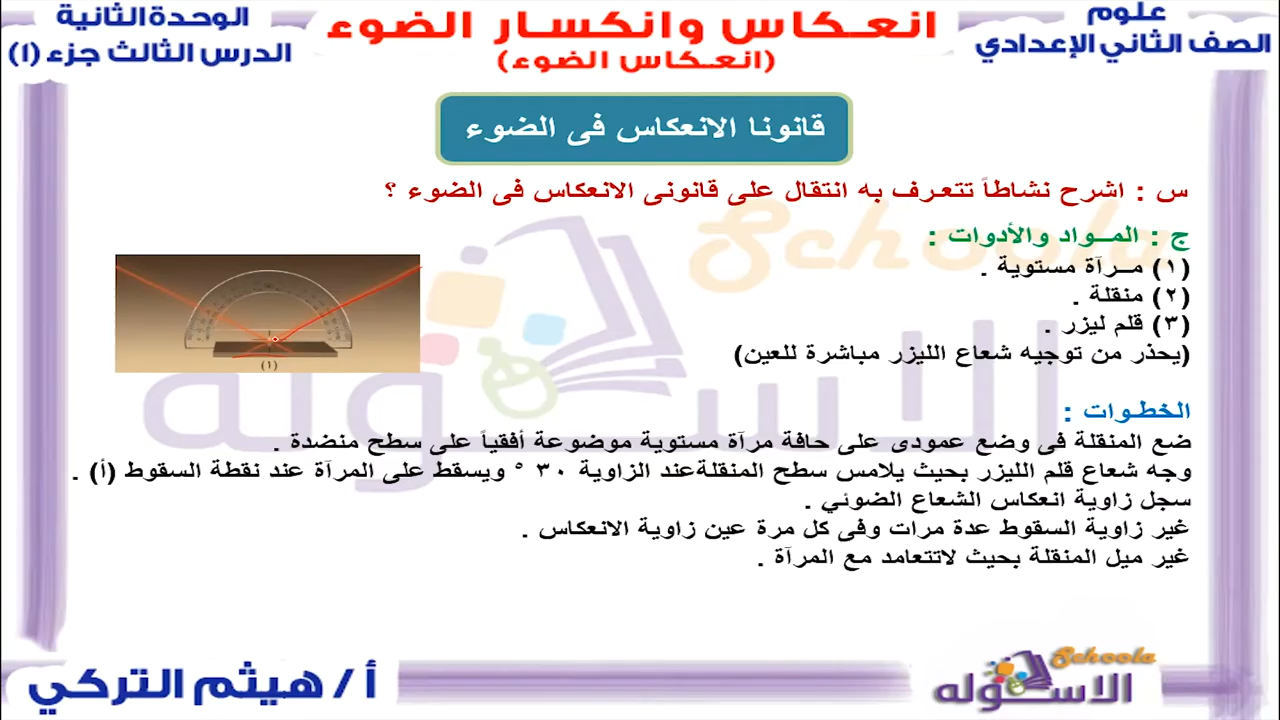 علوم
الصف الثاني الإعدادي
انعكاس وانكسار الضوء
(انعكاس الضوء)
الوحدة الثانية
الدرس الثالث جزء (١)
قانونا الانعكاس فى الضوء
س : اشرح نشاطاً تتعرف به انتقال على قانونى الانعكاس فى الضوء ؟
ج : المواد والأدوات :
(١) مرآة مستوية .
(٢) منقلة .
(٣) قلم ليزر .
(يحذر من توجيه شعاع الليزر مباشرة للعين)
(١)
الخطوات :
ضع المنقلة فى وضع عمودى على حافة مرآة مستوية موضوعة أفقياً على سطح منضدة .
وجه شعاع قلم الليزر بحيث يلامس سطح المنقلةعند الزاوية ٣٠ ° ويسقط على المرآة عند نقطة السقوط (أ) .
سجل زاوية انعكاس الشعاع الضوئي .
غير زاوية السقوط عدة مرات وفى كل مرة عين زاوية الانعكاس .
غير ميل المنقلة بحيث لاتتعامد مع المرآة .
Schoola
الاسكوله
أ / هيثم التركي
Schoola
الاسكوله